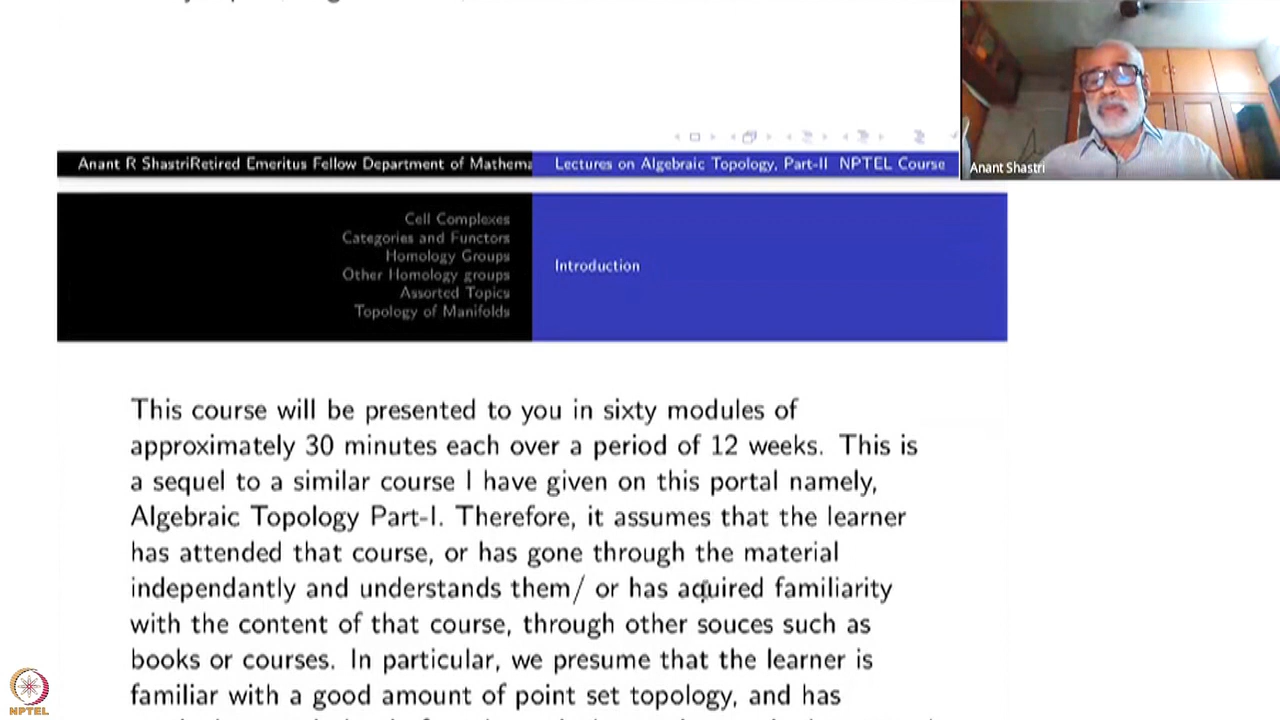 Anant R ShastriRetired Emeritus Fellow Department of Mathema
Lectures on Algebraic Topology, Part-II NPTEL Course
Anant Shastri
Cell Complexes
Categories and Functors
Homology Groups
Other Homology groups
Assorted Topics
Topology of Manifolds
Introduction
This course will be presented to you in sixty modules of
approximately 30 minutes each over a period of 12 weeks. This is
a sequel to a similar course I have given on this portal namely,
Algebraic Topology Part-I. Therefore, it assumes that the learner
has attended that course, or has gone through the material
independantly and understands them/ or has aquired familiarity
with the content of that course, through other souces such as
books or courses. In particular, we presume that the learner is
familiar with a good amount of point set topology, and has
NPTEL